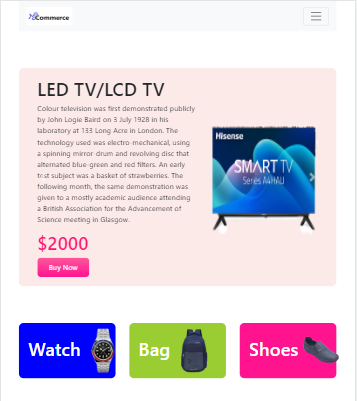 eCommerce
LED TV/LCD TV
Colour television was first demonstrated publicly
by John Logie Baird on 3 July 1928 in his
laboratory at 133 Long Acre in London. The
technology used was electro-mechanical, using
a spinning mirror-drum and revolving disc that
alternated blue-green and red filters. An early
test subject was a basket of strawberries. The
following month, the same demonstration was
given to a mostly academic audience attending
a British Association for the Advancement of
Science meeting in Glasgow.
$2000
Buy Now
Hisense
SMART TV
Series A4HAU
Watch
Bag
Shoes